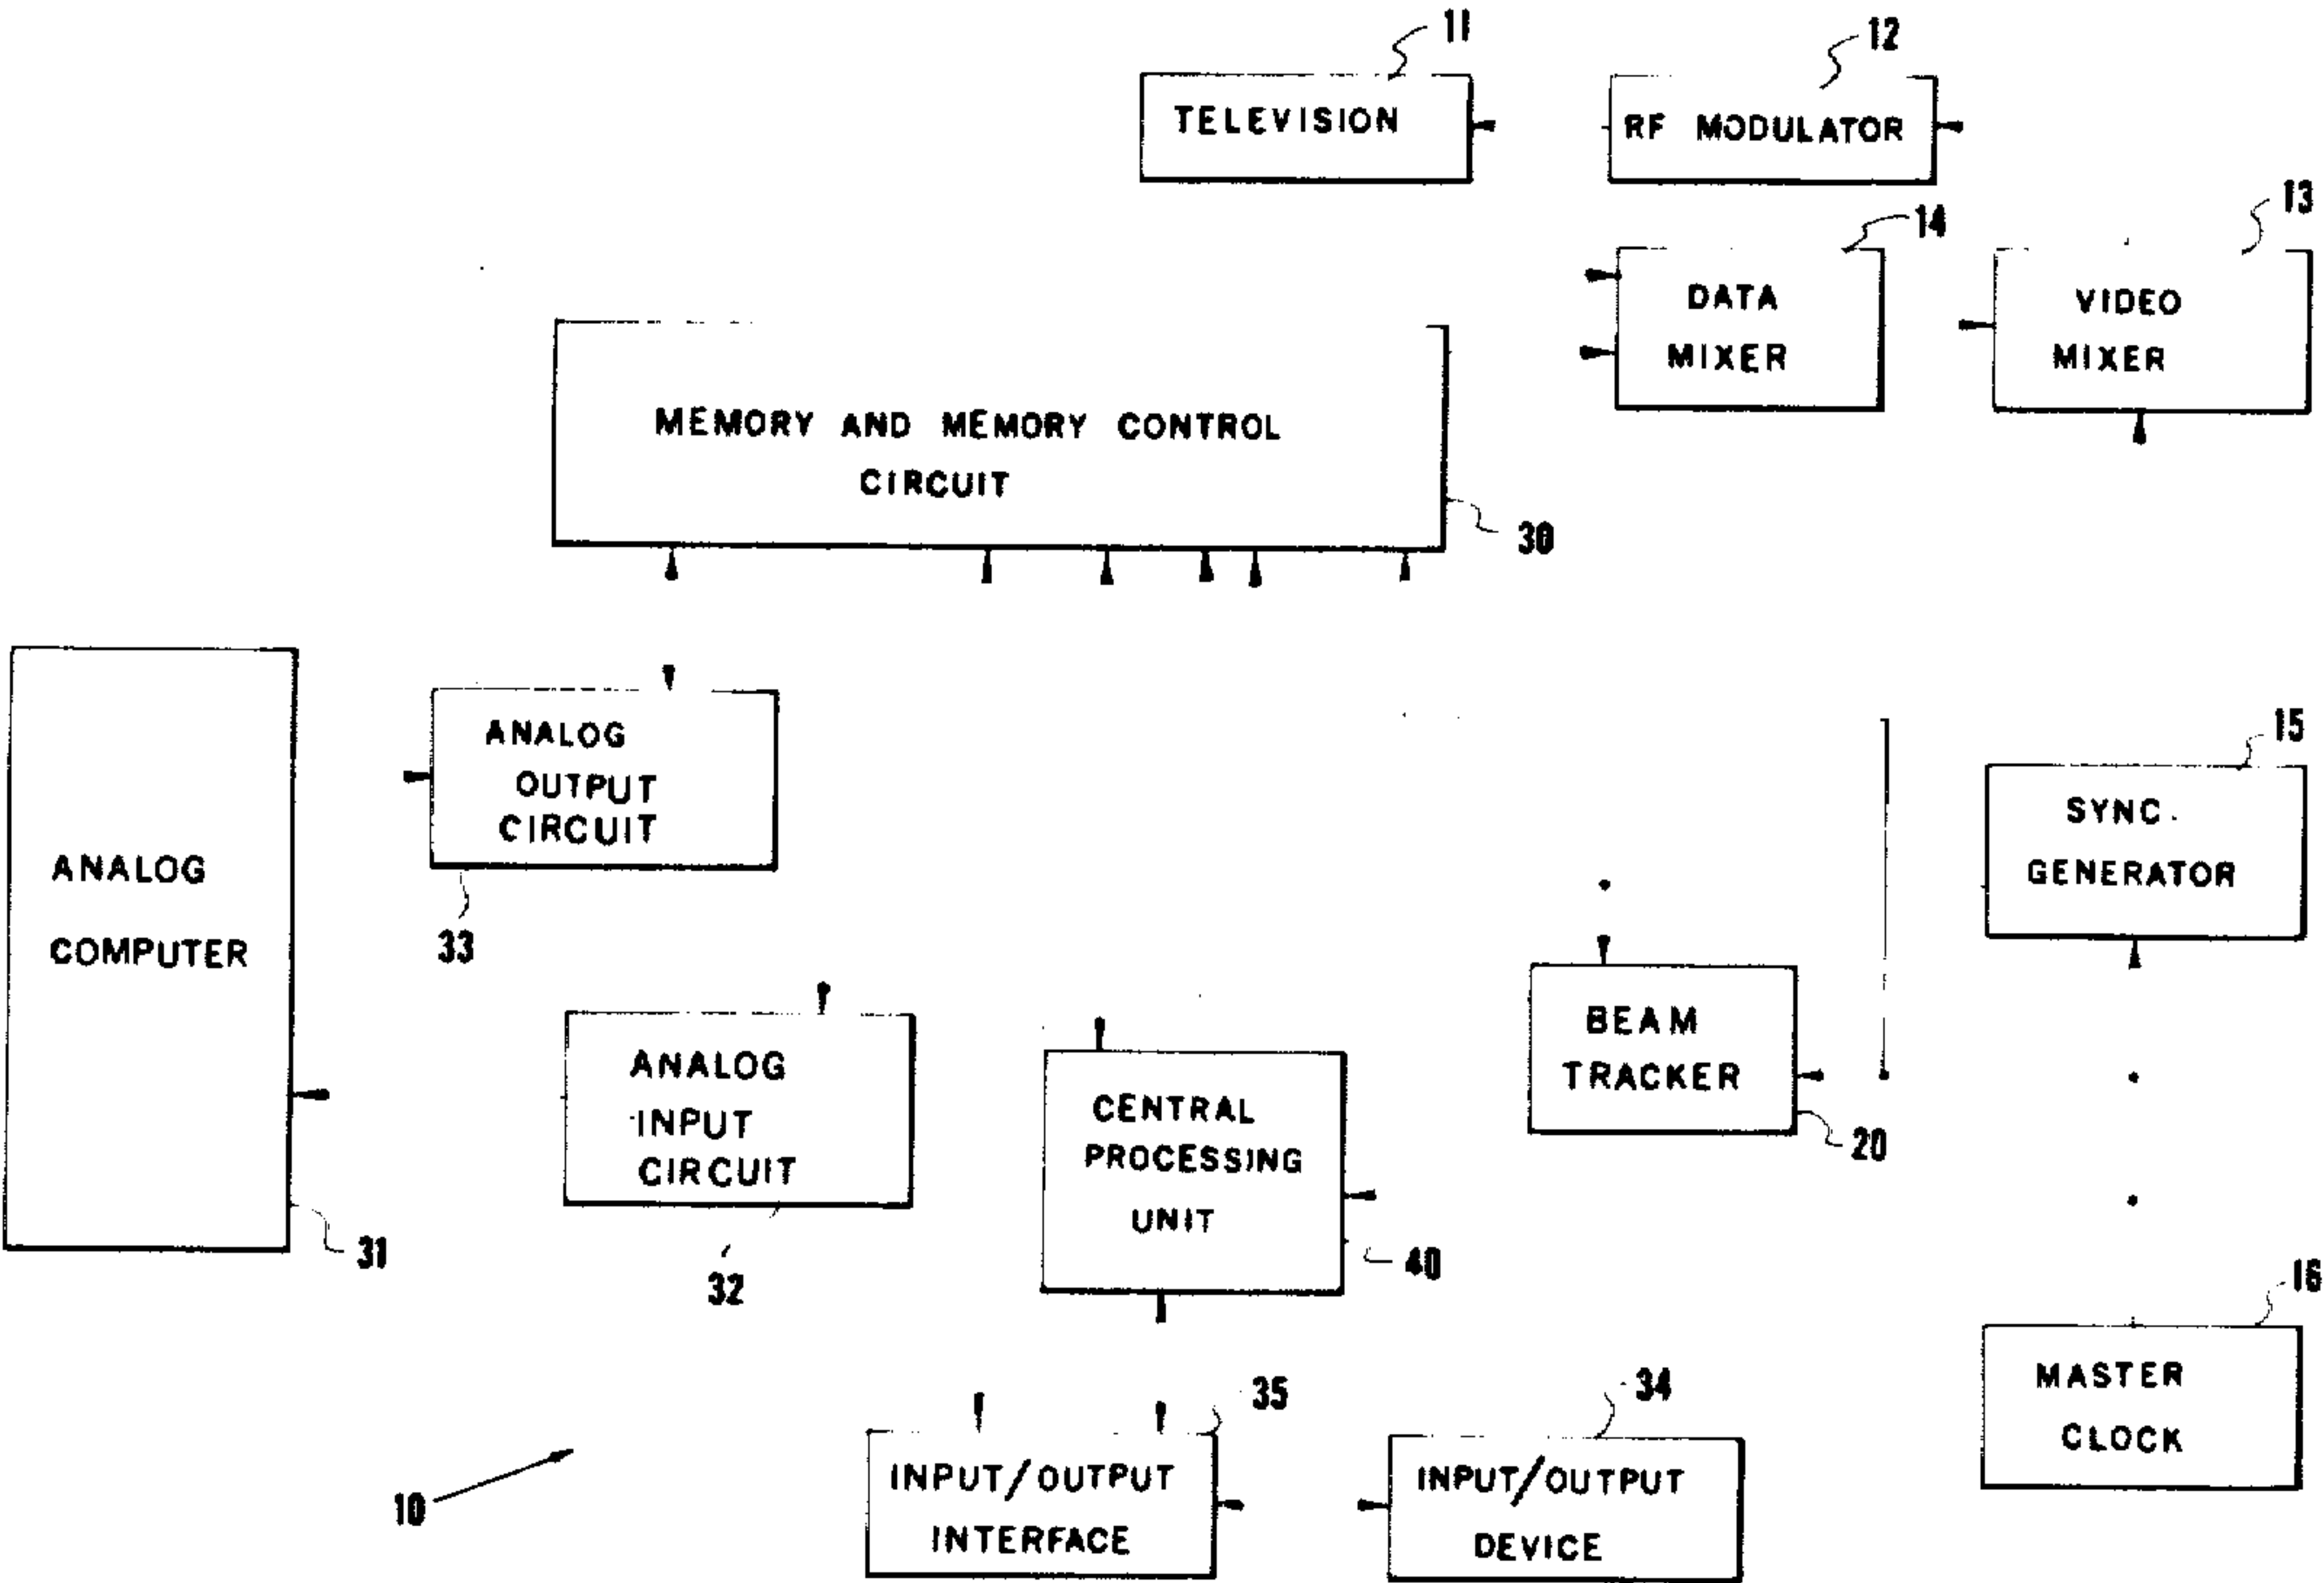 11
12
TELEVISION
RF MODULATOR
13
14
DATA
MIXER
VIDEO
MIXER
MEMORY AND MEMORY CONTROL
CIRCUIT
30
ANALOG
OUTPUT
CIRCUIT
33
15
SYNC.
GENERATOR
ANALOG
COMPUTER
31
BEAM
TRACKER
20
ANALOG
INPUT
CIRCUIT
32
CENTRAL
PROCESSING
UNIT
40
16
MASTER
CLOCK
35
34
INPUT/OUTPUT
INTERFACE
INPUT/OUTPUT
DEVICE
10